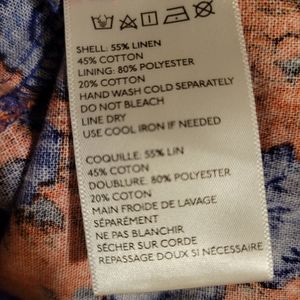 SHELL: 55% LINEN
45% COTTON
LINING: 80% POLYESTER
20% COTTON
HAND WASH COLD SEPARATELY
DO NOT BLEACH
LINE DRY
USE COOL IRON IF NEEDED
COQUILLE: 55% LIN
45% COTON
DOUBLURE: 80% POLYESTER
20% COTON
MAIN FROIDE DE LAVAGE
SÉPARÉMENT
NE PAS BLANCHIR
SÉCHER SUR CORDE
REPASSAGE DOUX SI NÉCESSAIRE